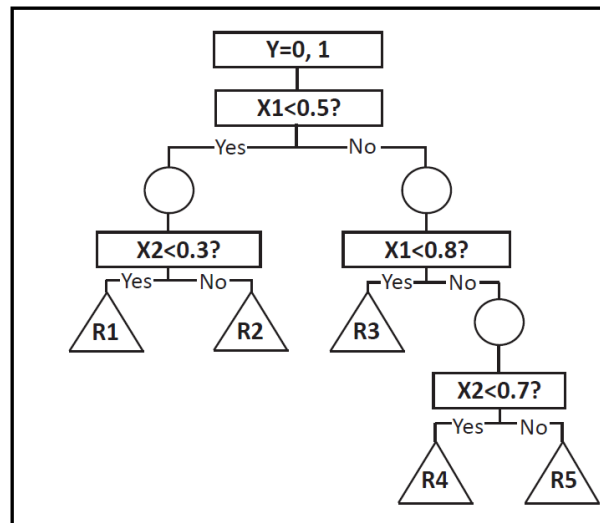 Y=0, 1
X1<0.5?
Yes No
X2<0.3? X1<0.8?
Yes No Yes No
R1 R2 R3
X2<0.7?
Yes No
R4 R5